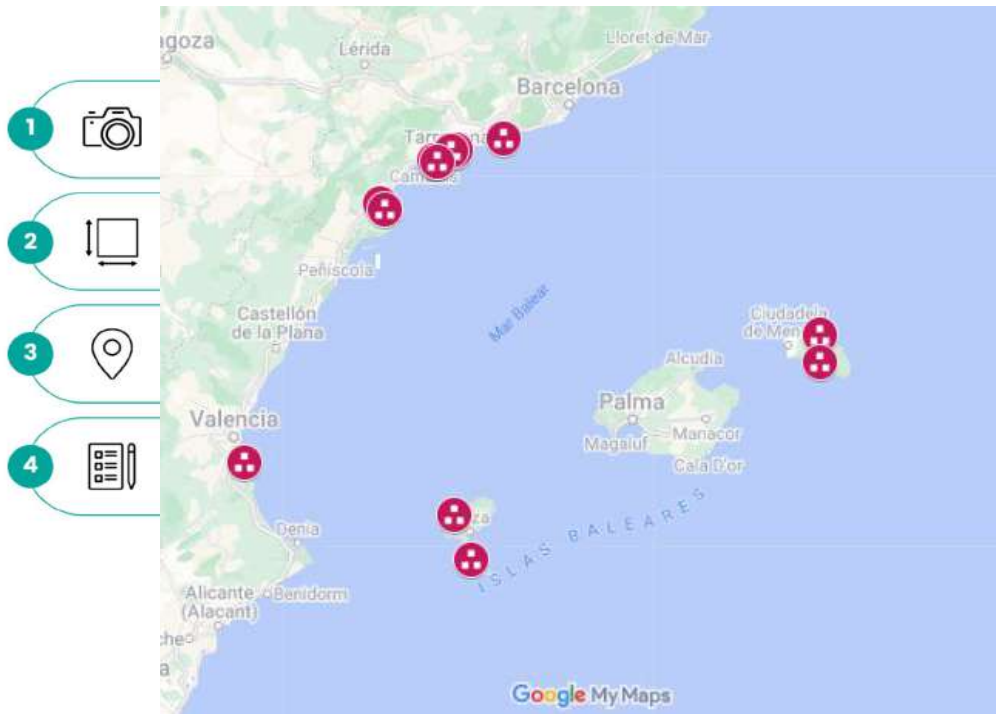 1
2
3
4
Lloret de Mar
Lérida
Barcelona
Peñíscola
Castellón
de la Plana
Mar Balear
Ciudadela
Alcudia
Palma
Manacor
Magaluf
Cala D'or
Valencia
ISLAS BALEARES
Denia
Alicante
(Alacant)
Benidorm
Google My Maps